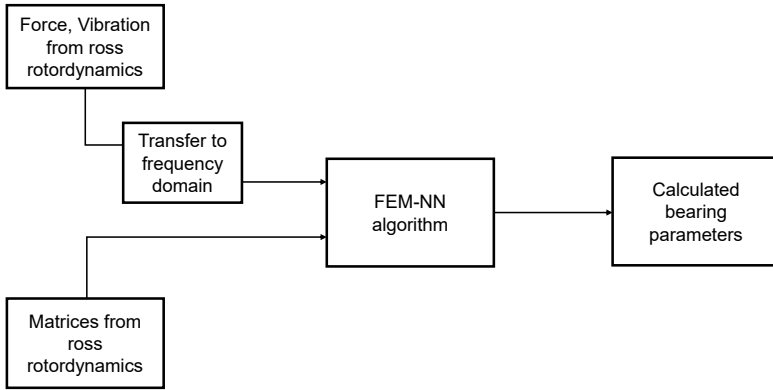 Force, Vibration
from ross
rotordynamics
Transfer to
frequency
domain
FEM-NN
algorithm
Calculated
bearing
parameters
Matrices from
ross
rotordynamics